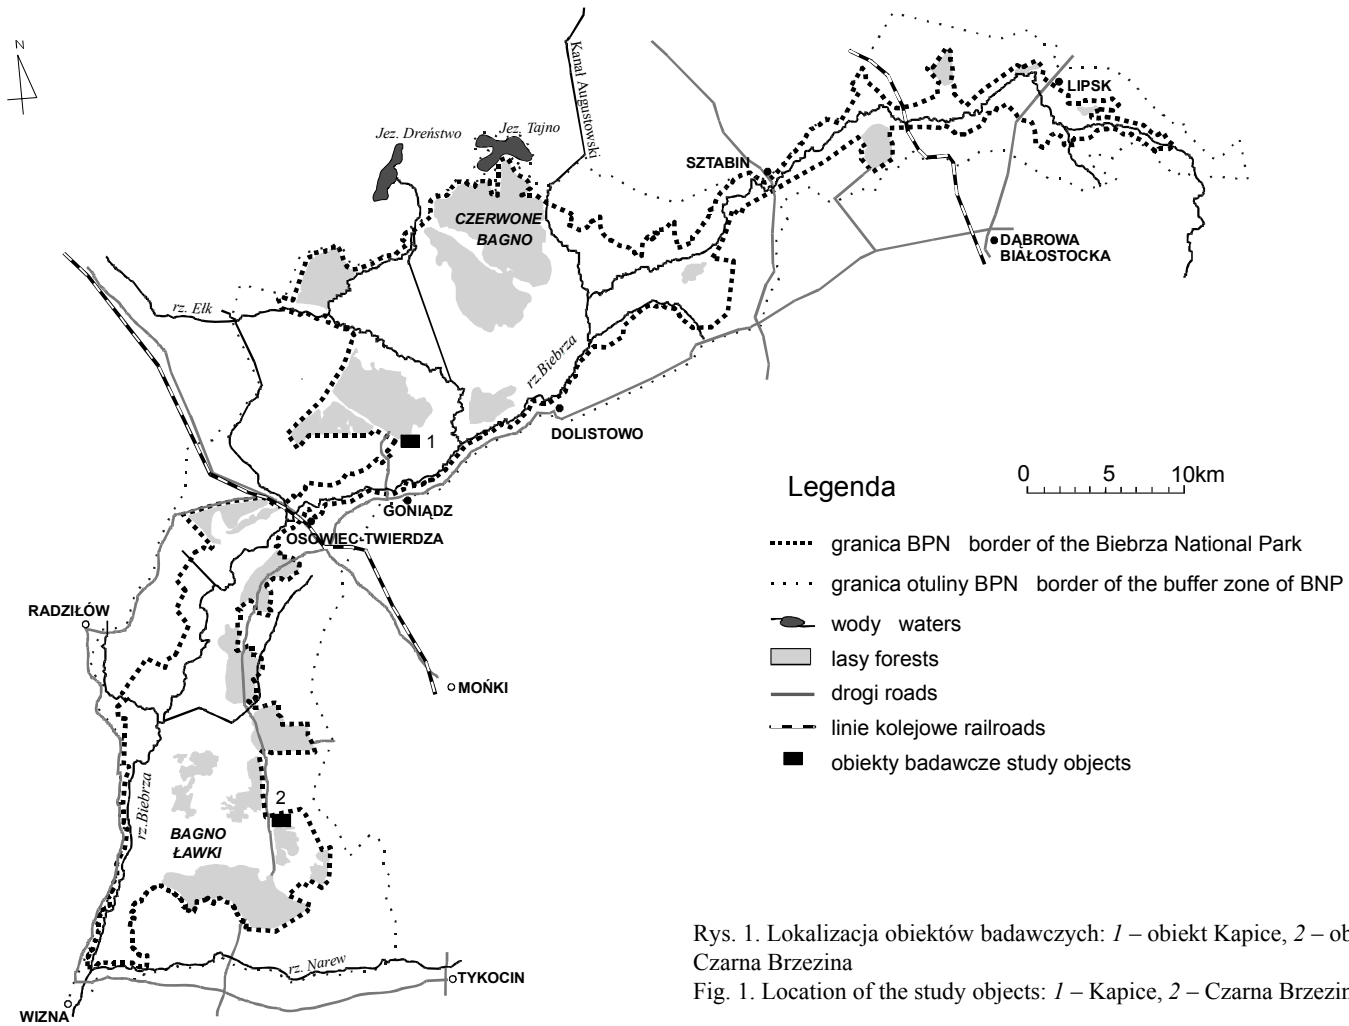 N
Kanał Augustowski
Jez. Dreństwo
Jez. Tajno
LIPSK
SZTABIN
CZERWONE
BAGNO
DĄBROWA
BIAŁOSTOCKA
rz. Ełk
rz.Biebrza
DOLISTOWO
1
GONIĄDZ
OSOWIEC-TWIERDZA
RADZIŁÓW
MOŃKI
rz.Biebrza
2
BAGNO
ŁAWKI
rz. Narew
TYKOCIN
WIZNA
Legenda
0 5 10km
granica BPN border of the Biebrza National Park
granica otuliny BPN border of the buffer zone of BNP
wody waters
lasy forests
drogi roads
linie kolejowe railroads
obiekty badawcze study objects
Rys. 1. Lokalizacja obiektów badawczych: 1 – obiekt Kapice, 2 – ob
Czarna Brzezina
Fig. 1. Location of the study objects: 1 – Kapice, 2 – Czarna Brzezin